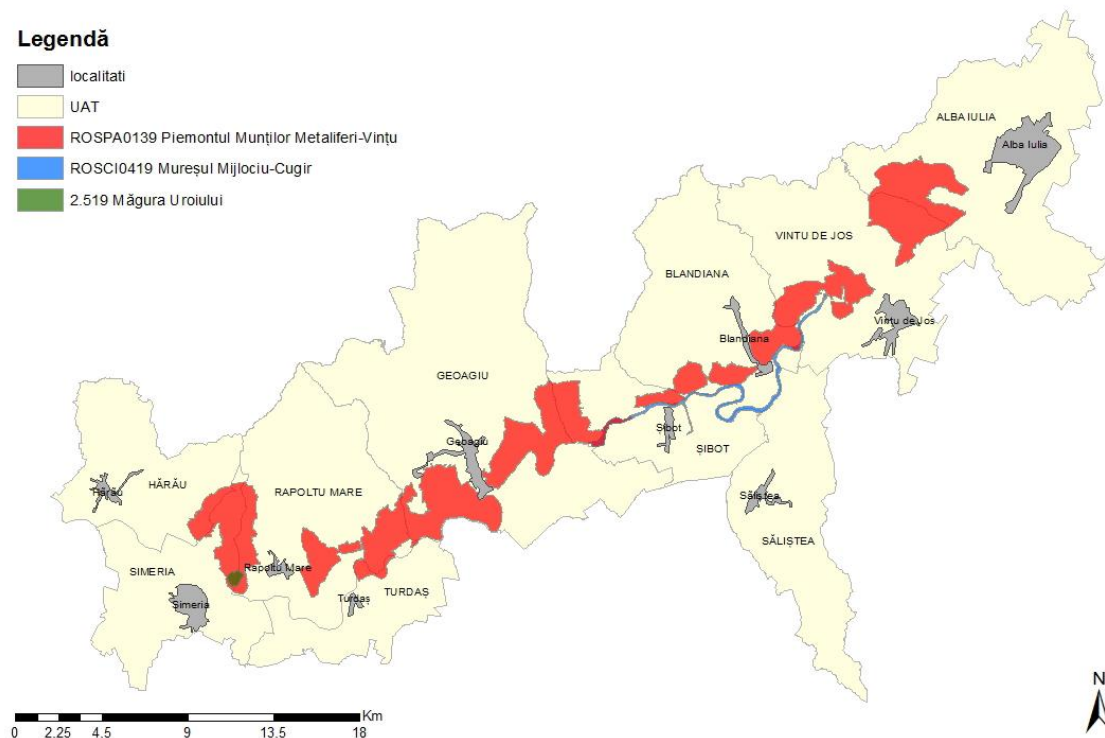 Legendă
localitati
UAT
ROSPA0139 Piemontul Munților Metaliferi-Vințu
ROSCI0419 Mureșul Mijlociu-Cugir
2.519 Măgura Uroiului
ALBA IULIA
Alba Iulia
VINTU DE JOS
BLANDIANA
Vintu de Jos
Blandiana
GEOAGIU
Șibot
Geoagiu
ȘIBOT
HĂRĂU
Hărău
RAPOLTU MARE
Săliștea
SĂLIȘTEA
SIMERIA
Rapoltu Mare
TURDAȘ
Turdaș
Simeria
N
Km
0 2.25 4.5 9 13.5 18